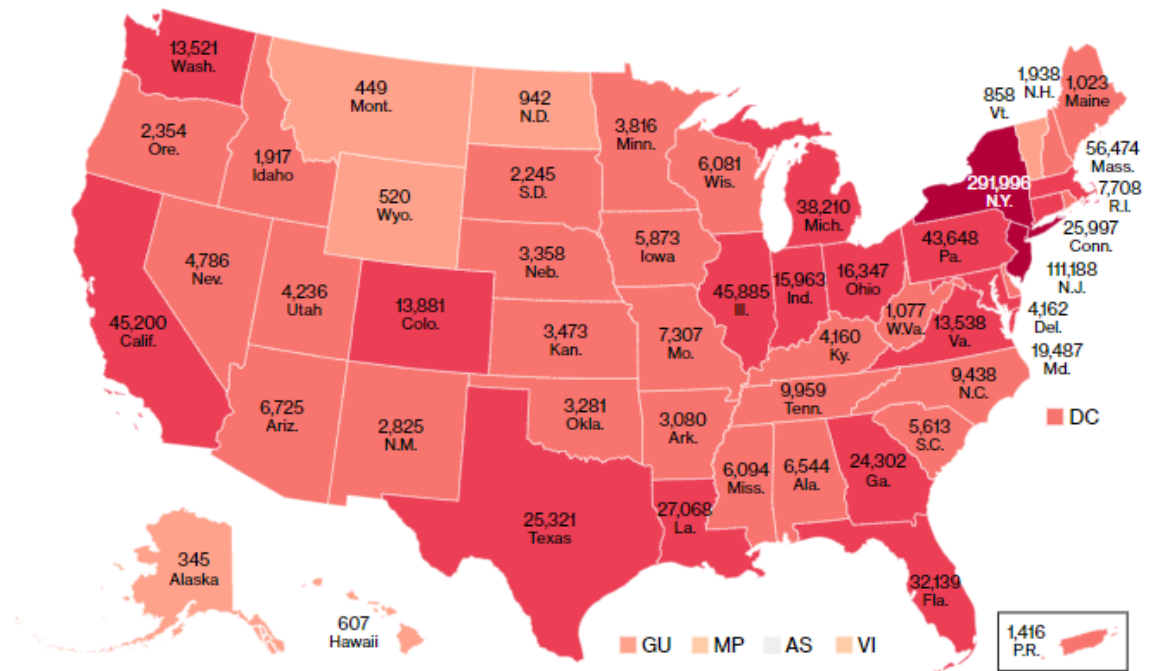 13,521
Wash.
449
Mont.
942
N.D.
3,816
Minn.
858
Vt.
1,938
N.H.
1,023
Maine
2,354
Ore.
1,917
Idaho
520
Wyo.
2,245
S.D.
6,081
Wis.
38,210
Mich.
291,996
N.Y.
56,474
Mass.
7,708
R.I.
25,997
Conn.
4,786
Nev.
4,236
Utah
13,881
Colo.
3,358
Neb.
5,873
Iowa
45,885
Ill.
15,963
Ind.
16,347
Ohio
43,648
Pa.
111,188
N.J.
45,200
Calif.
3,473
Kan.
7,307
Mo.
4,160
Ky.
1,077
W.Va.
13,538
Va.
4,162
Del.
19,487
Md.
6,725
Ariz.
2,825
N.M.
3,281
Okla.
3,080
Ark.
9,959
Tenn.
9,438
N.C.
DC
25,321
Texas
27,068
La.
6,094
Miss.
6,544
Ala.
24,302
Ga.
5,613
S.C.
345
Alaska
607
Hawaii
32,139
Fla.
GU MP AS VI
1,416
P.R.